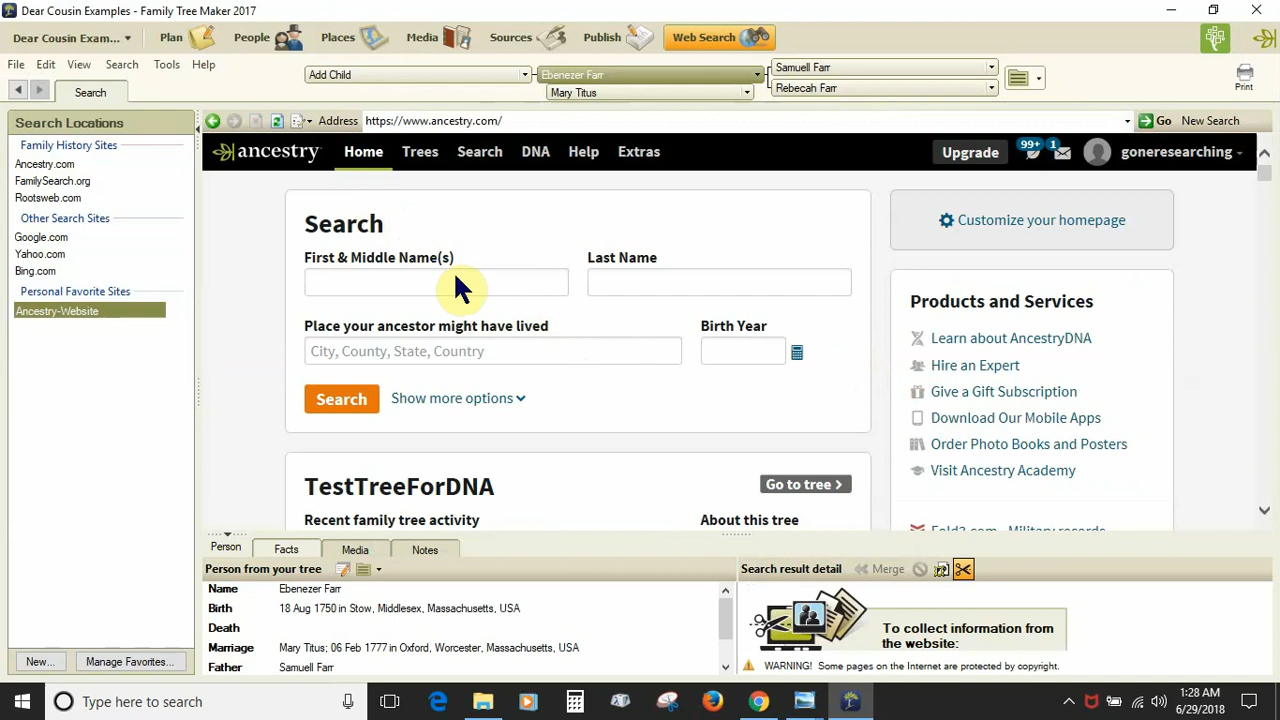 Dear Cousin Examples - Family Tree Maker 2017
Dear Cousin Exam... Plan People Places Media Sources Publish Web Search
File Edit View Search Tools Help
Add Child Ebenezer Farr Samuell Farr
Mary Titus Rebecah Farr
Search
Print
Search Locations
Family History Sites
Ancestry.com
FamilySearch.org
Rootsweb.com
Other Search Sites
Google.com
Yahoo.com
Bing.com
Personal Favorite Sites
Ancestry-Website
New... Manage Favorites...
Address https://www.ancestry.com/ Go New Search
ancestry Home Trees Search DNA Help Extras Upgrade 99+ 1 goneresearching
Search
First & Middle Name(s) Last Name
Place your ancestor might have lived Birth Year
City, County, State, Country
Search Show more options
TestTreeForDNA Go to tree >
Recent family tree activity About this tree
Customize your homepage
Products and Services
Learn about AncestryDNA
Hire an Expert
Give a Gift Subscription
Download Our Mobile Apps
Order Photo Books and Posters
Visit Ancestry Academy
Fold3.com - Military records
Person Facts Media Notes
Person from your tree
Name Ebenezer Farr
Birth 18 Aug 1750 in Stow, Middlesex, Massachusetts, USA
Death
Marriage Mary Titus; 06 Feb 1777 in Oxford, Worcester, Massachusetts, USA
Father Samuell Farr
Search result detail Merge
To collect information from
the website:
WARNING! Some pages on the Internet are protected by copyright.
Type here to search
1:28 AM
6/29/2018